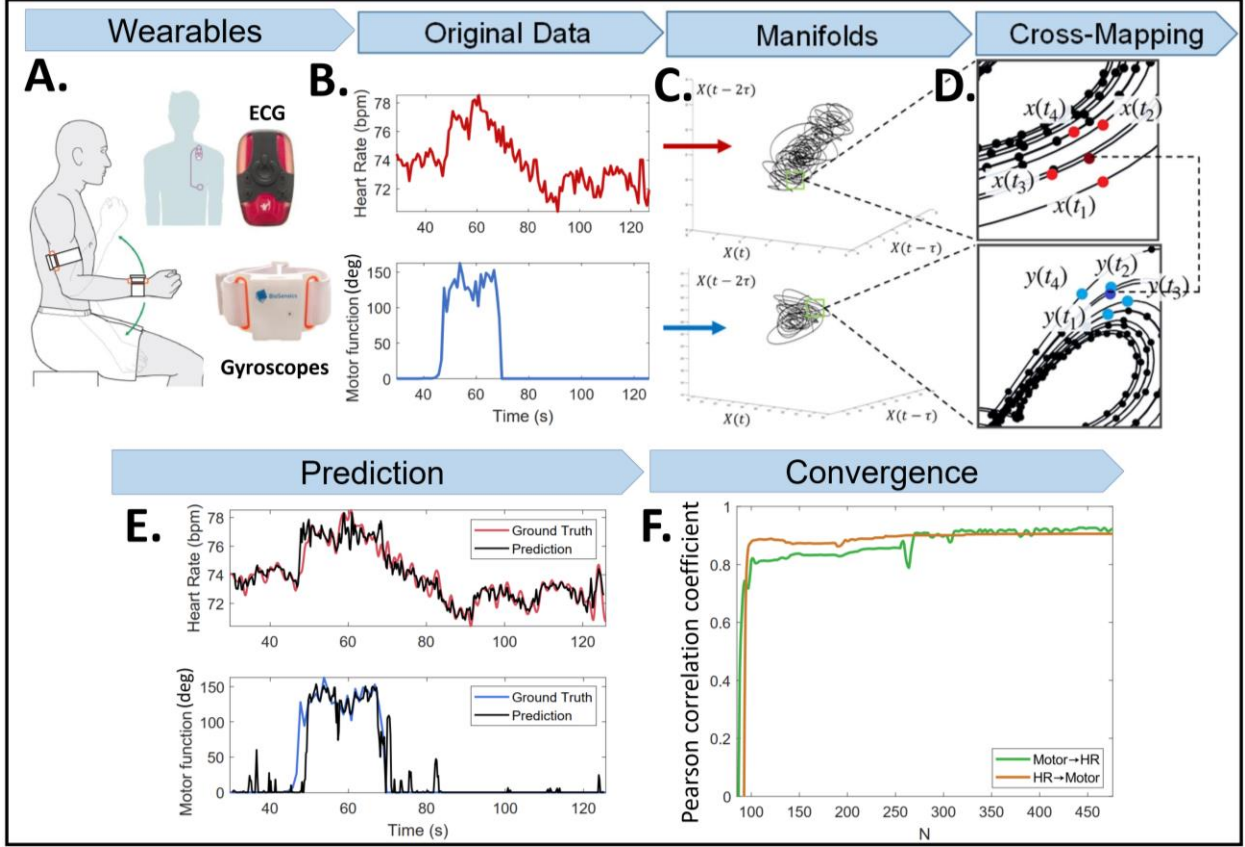 Wearables
Original Data
Manifolds
Cross-Mapping
A.
ECG
BioSensics
Gyroscopes
B.
Heart Rate (bpm)
78
76
74
72
40 60 80 100 120
Motor function (deg)
150
100
50
0
40 60 80 100 120
Time (s)
C.
X(t − 2τ)
X(t)
X(t − τ)
X(t − 2τ)
X(t)
X(t − τ)
D.
x(t4)
x(t2)
x(t3)
x(t1)
y(t4)
y(t2)
y(t3)
y(t1)
Prediction
Convergence
E.
Heart Rate (bpm)
78
76
74
72
40 60 80 100 120
Ground Truth
Prediction
Motor function (deg)
150
100
50
0
40 60 80 100 120
Time (s)
Ground Truth
Prediction
F.
Pearson correlation coefficient
1
0.8
0.6
0.4
0.2
0
100 150 200 250 300 350 400 450
N
Motor→HR
HR→Motor